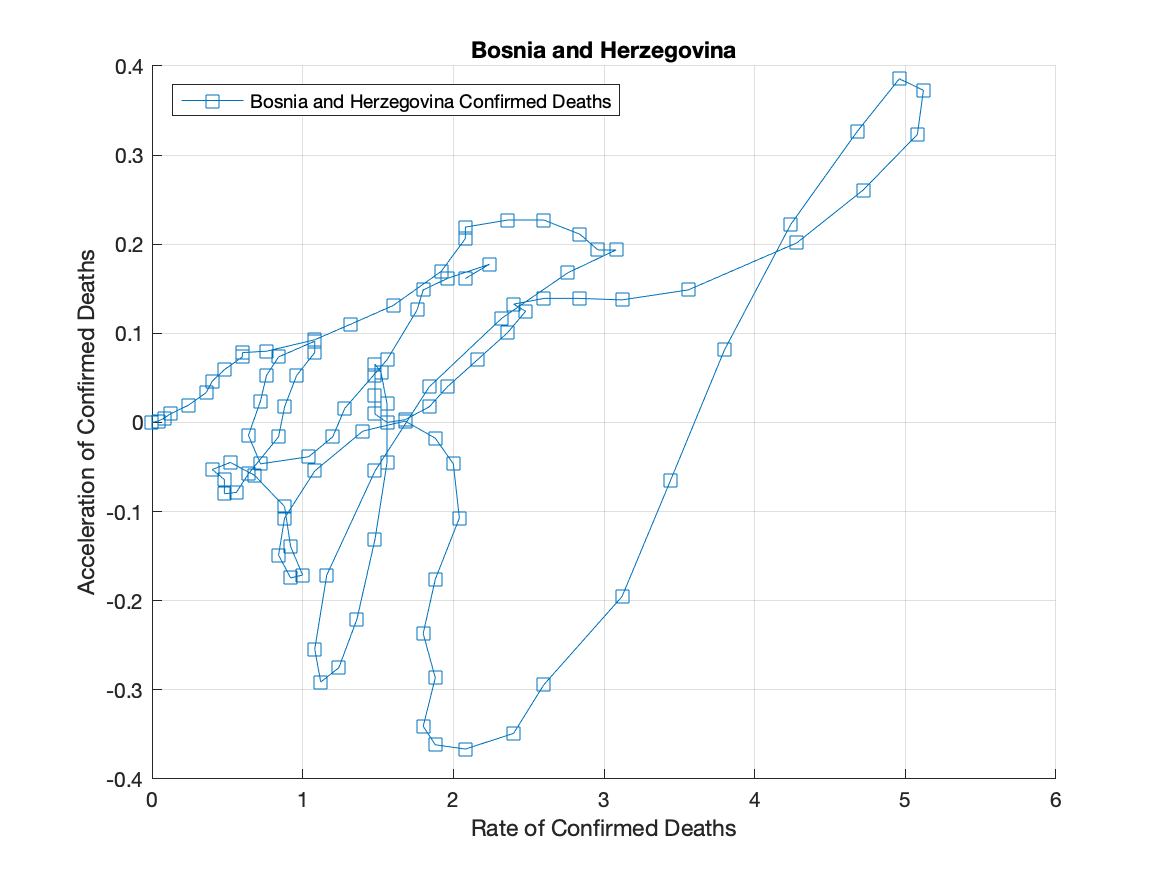 Bosnia and Herzegovina
Bosnia and Herzegovina Confirmed Deaths
0.4
0.3
0.2
0.1
0
-0.1
-0.2
-0.3
-0.4
Acceleration of Confirmed Deaths
0 1 2 3 4 5 6
Rate of Confirmed Deaths